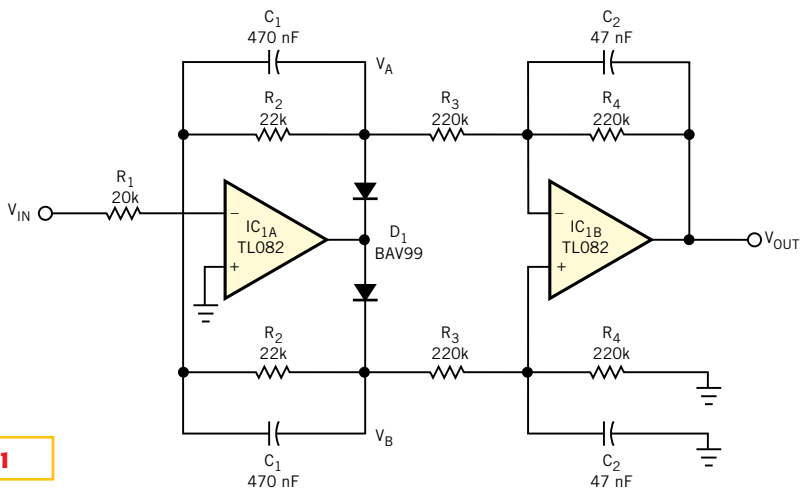 C1
470 nF
VA
C2
47 nF
R2
22k
R3
220k
R4
220k
R1
20k
VIN
−
IC1A
TL082
+
D1
BAV99
−
IC1B
TL082
+
VOUT
R2
22k
R3
220k
R4
220k
VB
C1
470 nF
C2
47 nF
1